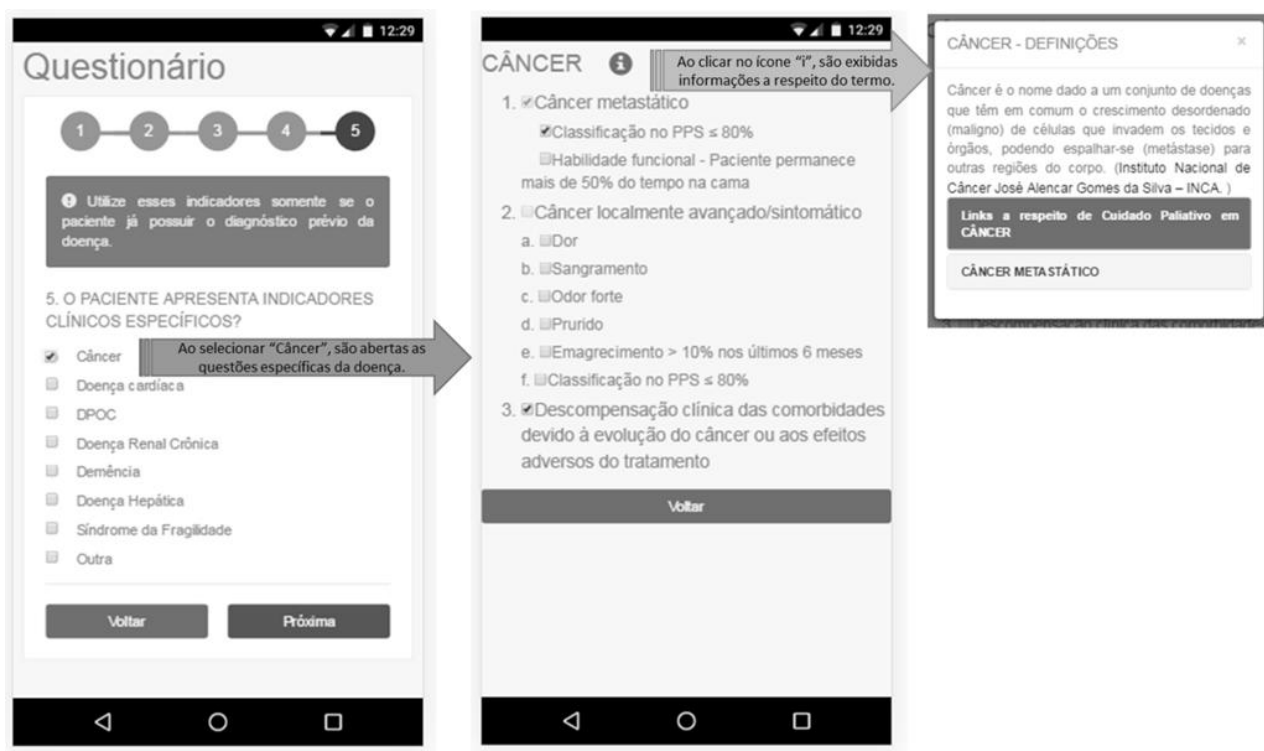 12:29
Questionário
1
2
3
4
5
Utilize esses indicadores somente se o
paciente já possuir o diagnóstico prévio da
doença.
5. O PACIENTE APRESENTA INDICADORES
CLÍNICOS ESPECÍFICOS?
Câncer
Doença cardíaca
DPOC
Doença Renal Crônica
Demência
Doença Hepática
Síndrome da Fragilidade
Outra
Voltar
Próxima
Ao selecionar “Câncer”, são abertas as
questões específicas da doença.
12:29
CÂNCER i
1. Câncer metastático
Classificação no PPS ≤ 80%
Habilidade funcional - Paciente permanece
mais de 50% do tempo na cama
2. Câncer localmente avançado/sintomático
a. Dor
b. Sangramento
c. Odor forte
d. Prurido
e. Emagrecimento > 10% nos últimos 6 meses
f. Classificação no PPS ≤ 80%
3. Descompensação clínica das comorbidades
devido à evolução do câncer ou aos efeitos
adversos do tratamento
Voltar
Ao clicar no ícone “i”, são exibidas
informações a respeito do termo.
CÂNCER - DEFINIÇÕES ×
Câncer é o nome dado a um conjunto de doenças
que têm em comum o crescimento desordenado
(maligno) de células que invadem os tecidos e
órgãos, podendo espalhar-se (metástase) para
outras regiões do corpo. (Instituto Nacional de
Câncer José Alencar Gomes da Silva – INCA. )
Links a respeito de Cuidado Paliativo em
CÂNCER
CÂNCER METASTÁTICO